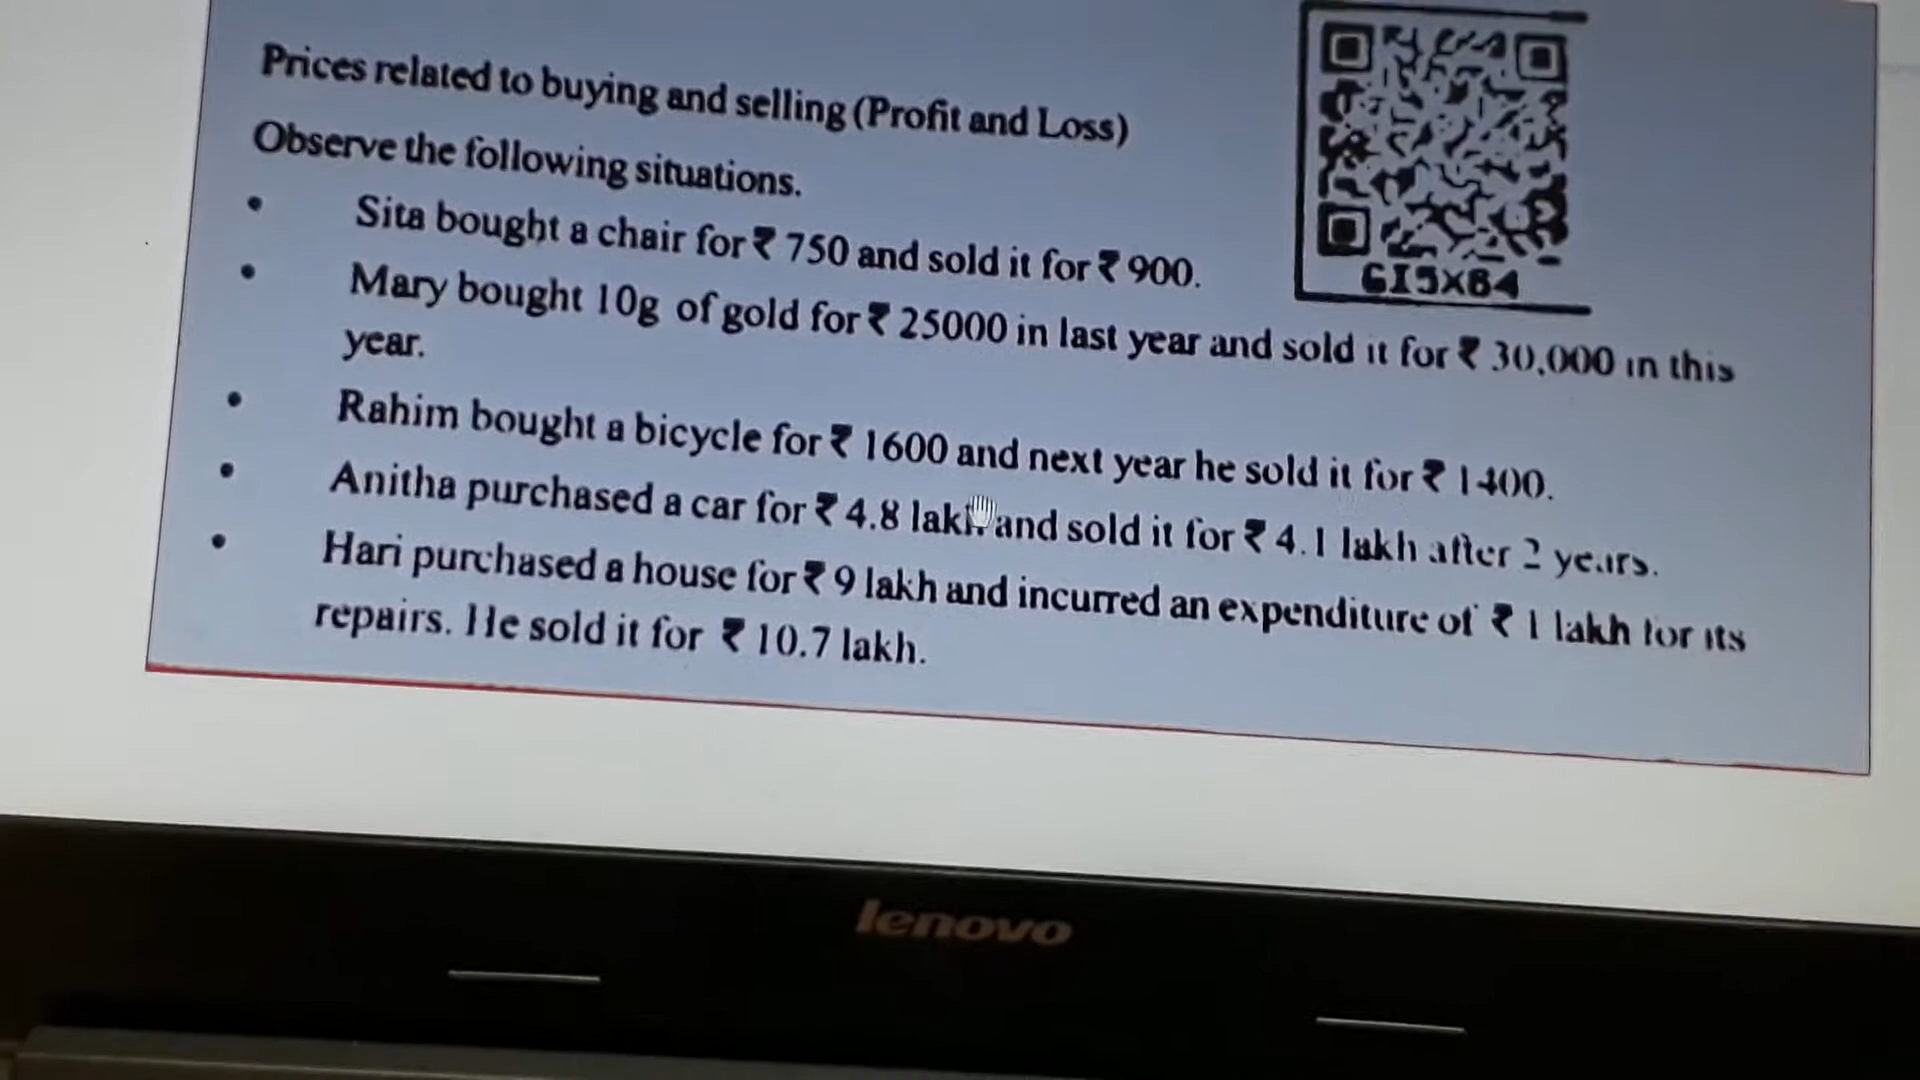 Prices related to buying and selling (Profit and Loss)
Observe the following situations.
• Sita bought a chair for ₹ 750 and sold it for ₹ 900.
• Mary bought 10g of gold for ₹ 25000 in last year and sold it for ₹ 30,000 in this
year.
• Rahim bought a bicycle for ₹ 1600 and next year he sold it for ₹ 1400.
• Anitha purchased a car for ₹ 4.8 lakh and sold it for ₹ 4.1 lakh after 2 years.
• Hari purchased a house for ₹ 9 lakh and incurred an expenditure of ₹ 1 lakh for its
repairs. He sold it for ₹ 10.7 lakh.
G15X64
lenovo